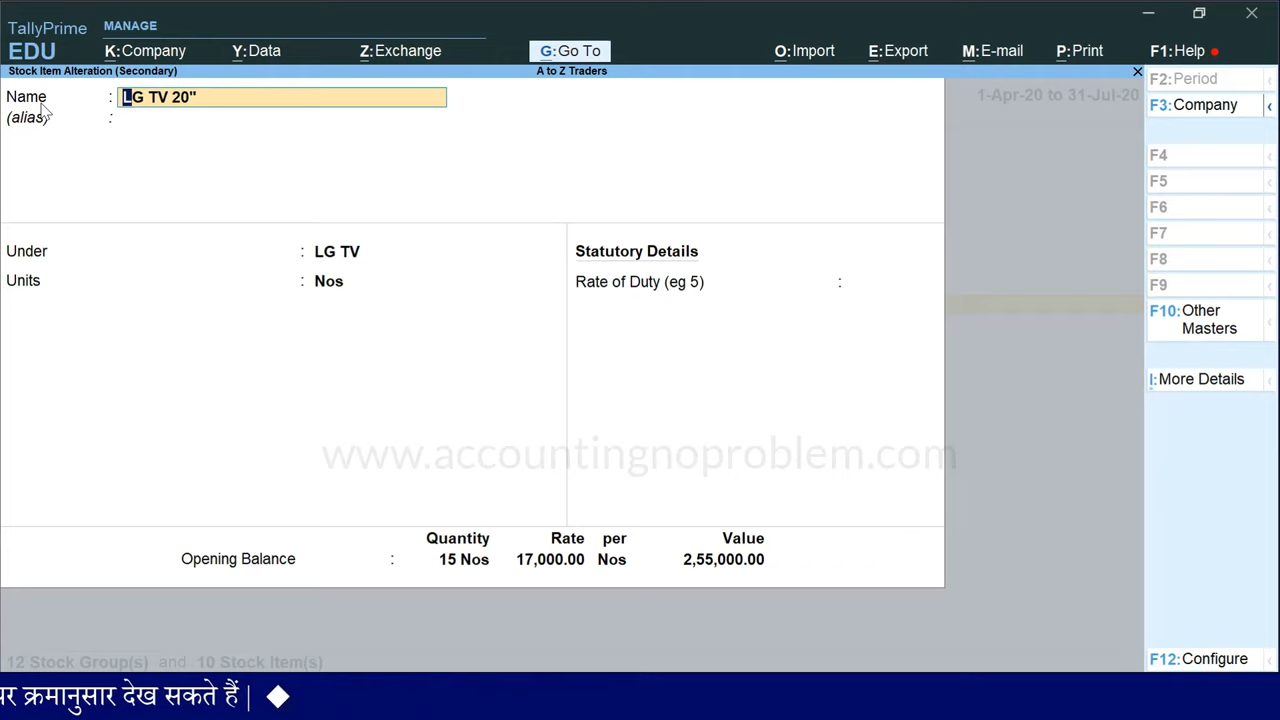 TallyPrime MANAGE
EDU K:Company Y:Data Z:Exchange G:Go To O:Import E:Export M:E-mail P:Print F1:Help
Stock Item Alteration (Secondary) A to Z Traders
Name : LG TV 20"
(alias) :
1-Apr-20 to 31-Jul-20
F2:Period
F3:Company
F4
F5
F6
F7
F8
F9
F10:Other Masters
I:More Details
F12:Configure
Under : LG TV
Units : Nos
Statutory Details
Rate of Duty (eg 5) :
www.accountingnoproblem.com
Quantity Rate per Value
Opening Balance : 15 Nos 17,000.00 Nos 2,55,000.00
12 Stock Group(s) and 10 Stock Item(s)
पर क्रमानुसार देख सकते हैं |